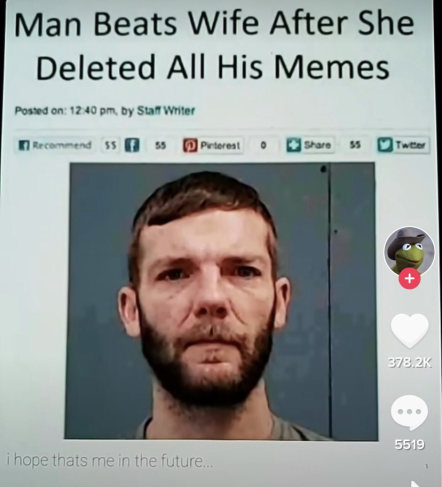 Man Beats Wife After She
Deleted All His Memes
Posted on: 12:40 pm, by Staff Writer
Recommend 55 55 Pinterest 0 Share 55 Twitter
378.2K
5519
i hope thats me in the future...